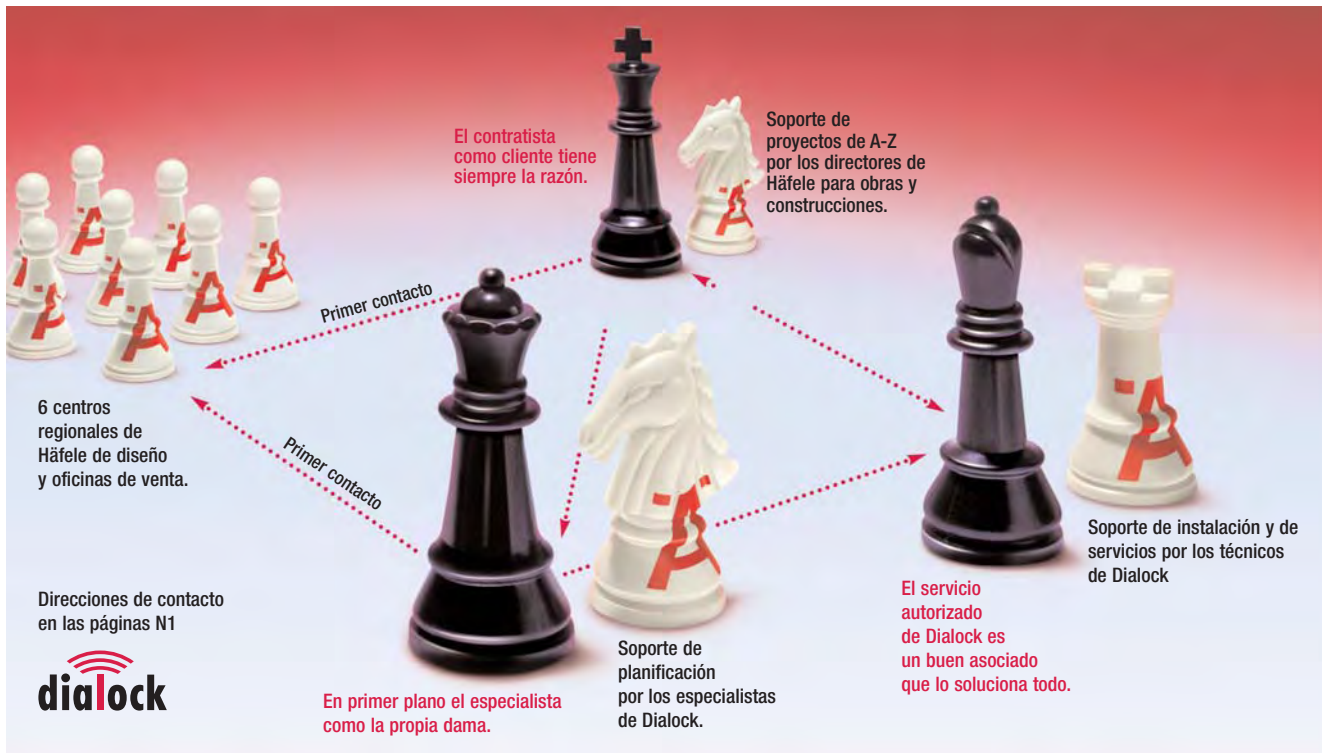 El contratista
como cliente tiene
siempre la razón.
Soporte de
proyectos de A-Z
por los directores de
Häfele para obras y
construcciones.
Primer contacto
6 centros
regionales de
Häfele de diseño
y oficinas de venta.
Primer contacto
Direcciones de contacto
en las páginas N1
dialock
En primer plano el especialista
como la propia dama.
Soporte de
planificación
por los especialistas
de Dialock.
Soporte de instalación y de
servicios por los técnicos
de Dialock
El servicio
autorizado
de Dialock es
un buen asociado
que lo soluciona todo.